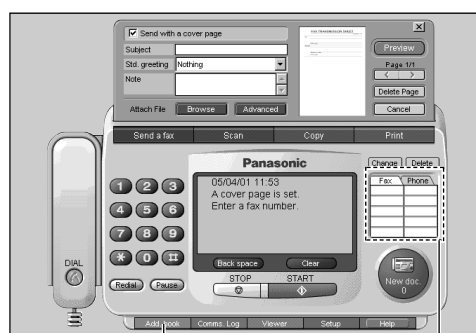 Send with a cover page
Subject
Std. greeting Nothing
Note
Attach File Browse Advanced
FAX TRANSMISSION SHEET
Preview
Page 1/1
Delete Page
Cancel
Send a fax Scan Copy Print
Panasonic
Change Delete
Fax Phone
05/04/01 11:53
A cover page is set.
Enter a fax number.
1 2 3
4 5 6
7 8 9
* 0 #
Back space Clear
STOP START
DIAL
Redial Pause
New doc.
0
Add. book Comms. Log Viewer Setup Help